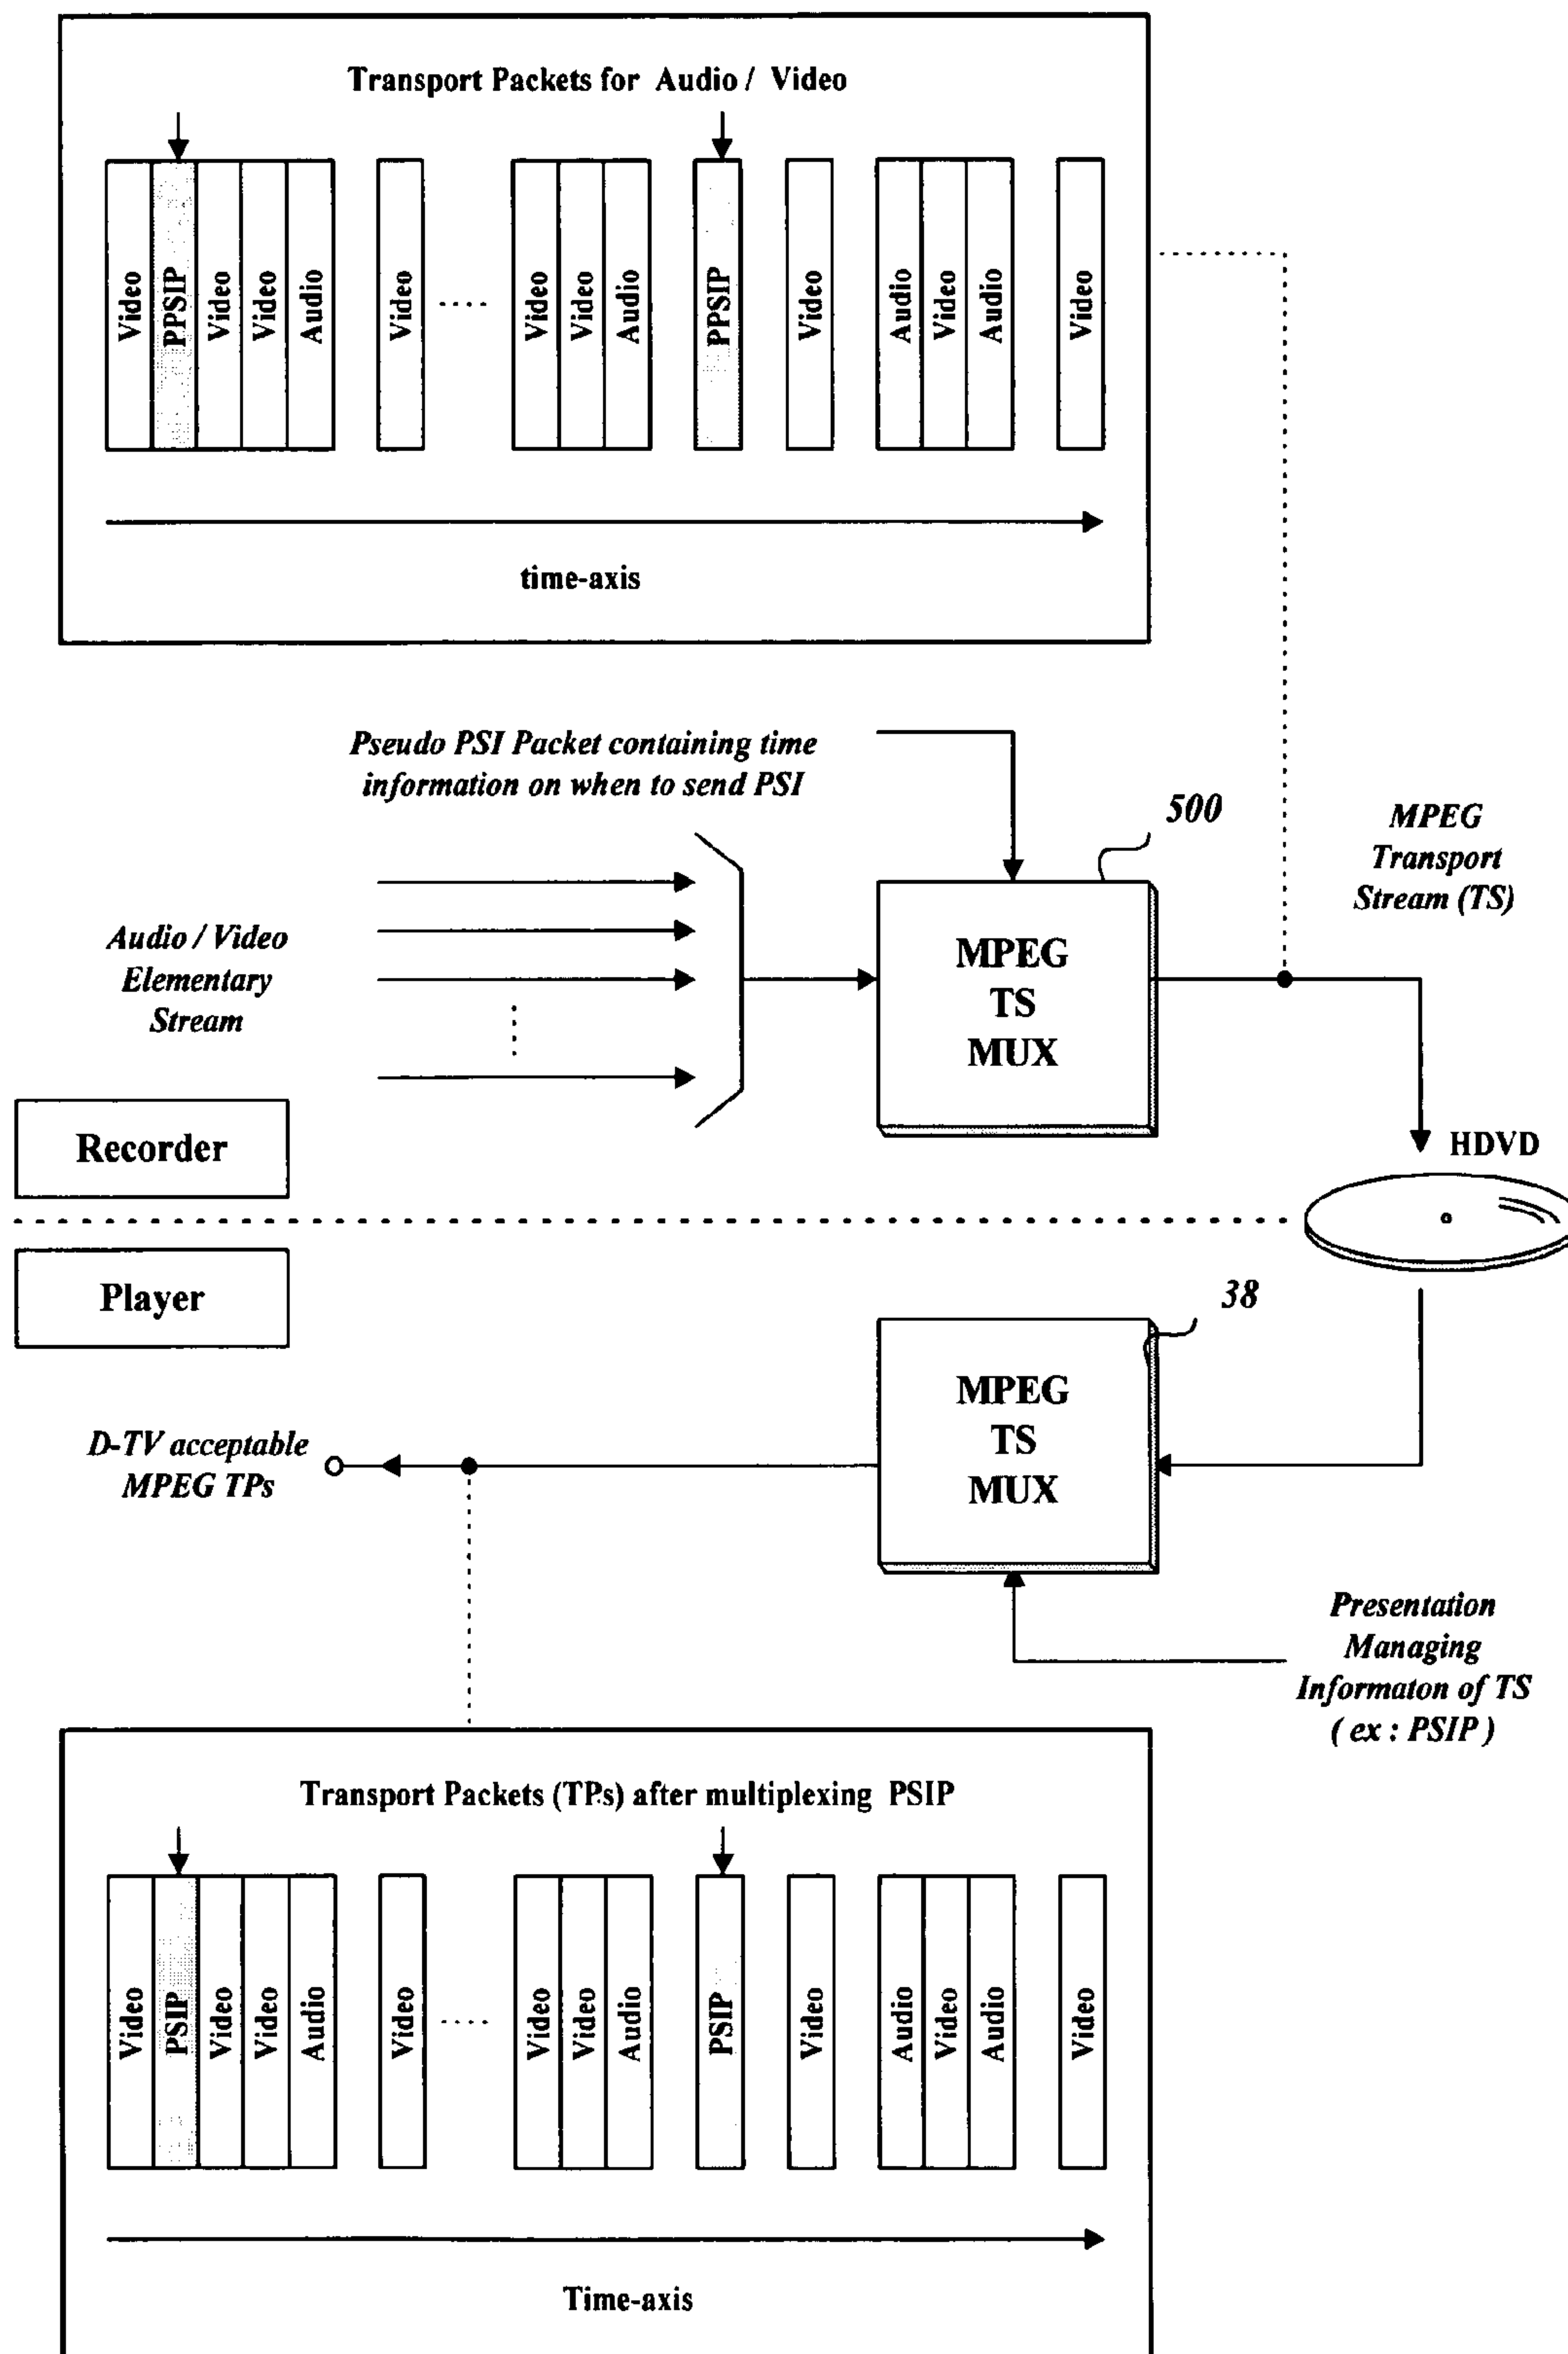 Transport Packets for Audio / Video
Video
PPSIP
Video
Video
Audio
Video
Video
Video
Audio
PPSIP
Video
Audio
Video
Audio
Video
time-axis
Pseudo PSI Packet containing time
information on when to send PSI
500
MPEG
Transport
Stream (TS)
Audio / Video
Elementary
Stream
MPEG
TS
MUX
Recorder
HDVD
Player
38
MPEG
TS
MUX
D-TV acceptable
MPEG TPs
Presentation
Managing
Informaton of TS
( ex : PSIP )
Transport Packets (TPs) after multiplexing PSIP
Video
PSIP
Video
Video
Audio
Video
Video
Video
Audio
PSIP
Video
Audio
Video
Audio
Video
Time-axis